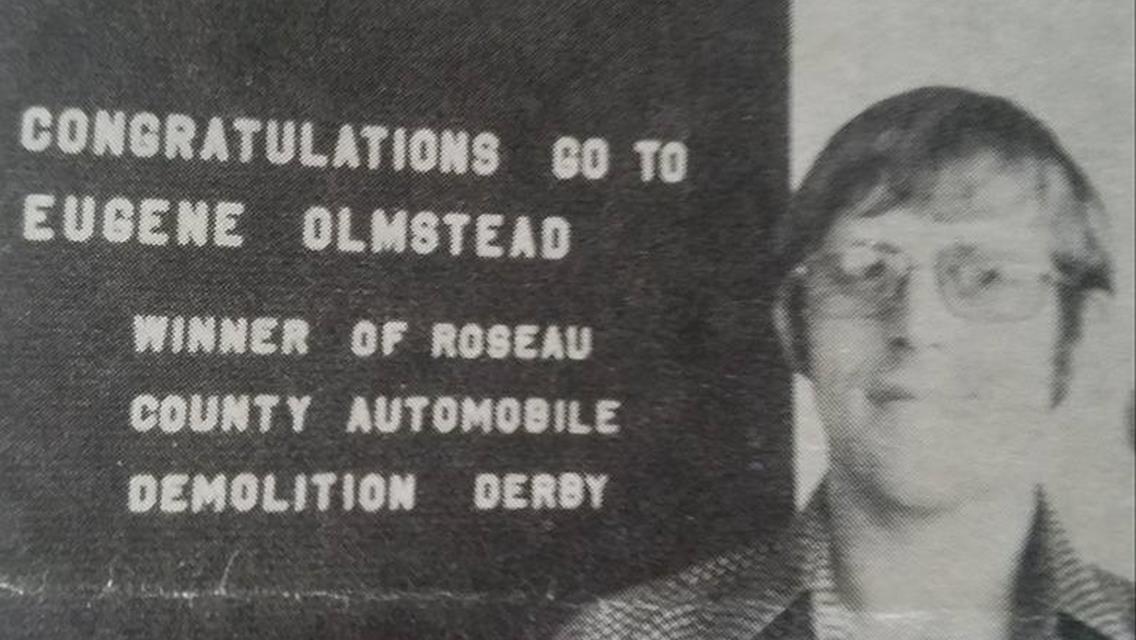 CONGRATULATIONS GO TO
EUGENE OLMSTEAD
WINNER OF ROSEAU
COUNTY AUTOMOBILE
DEMOLITION DERBY